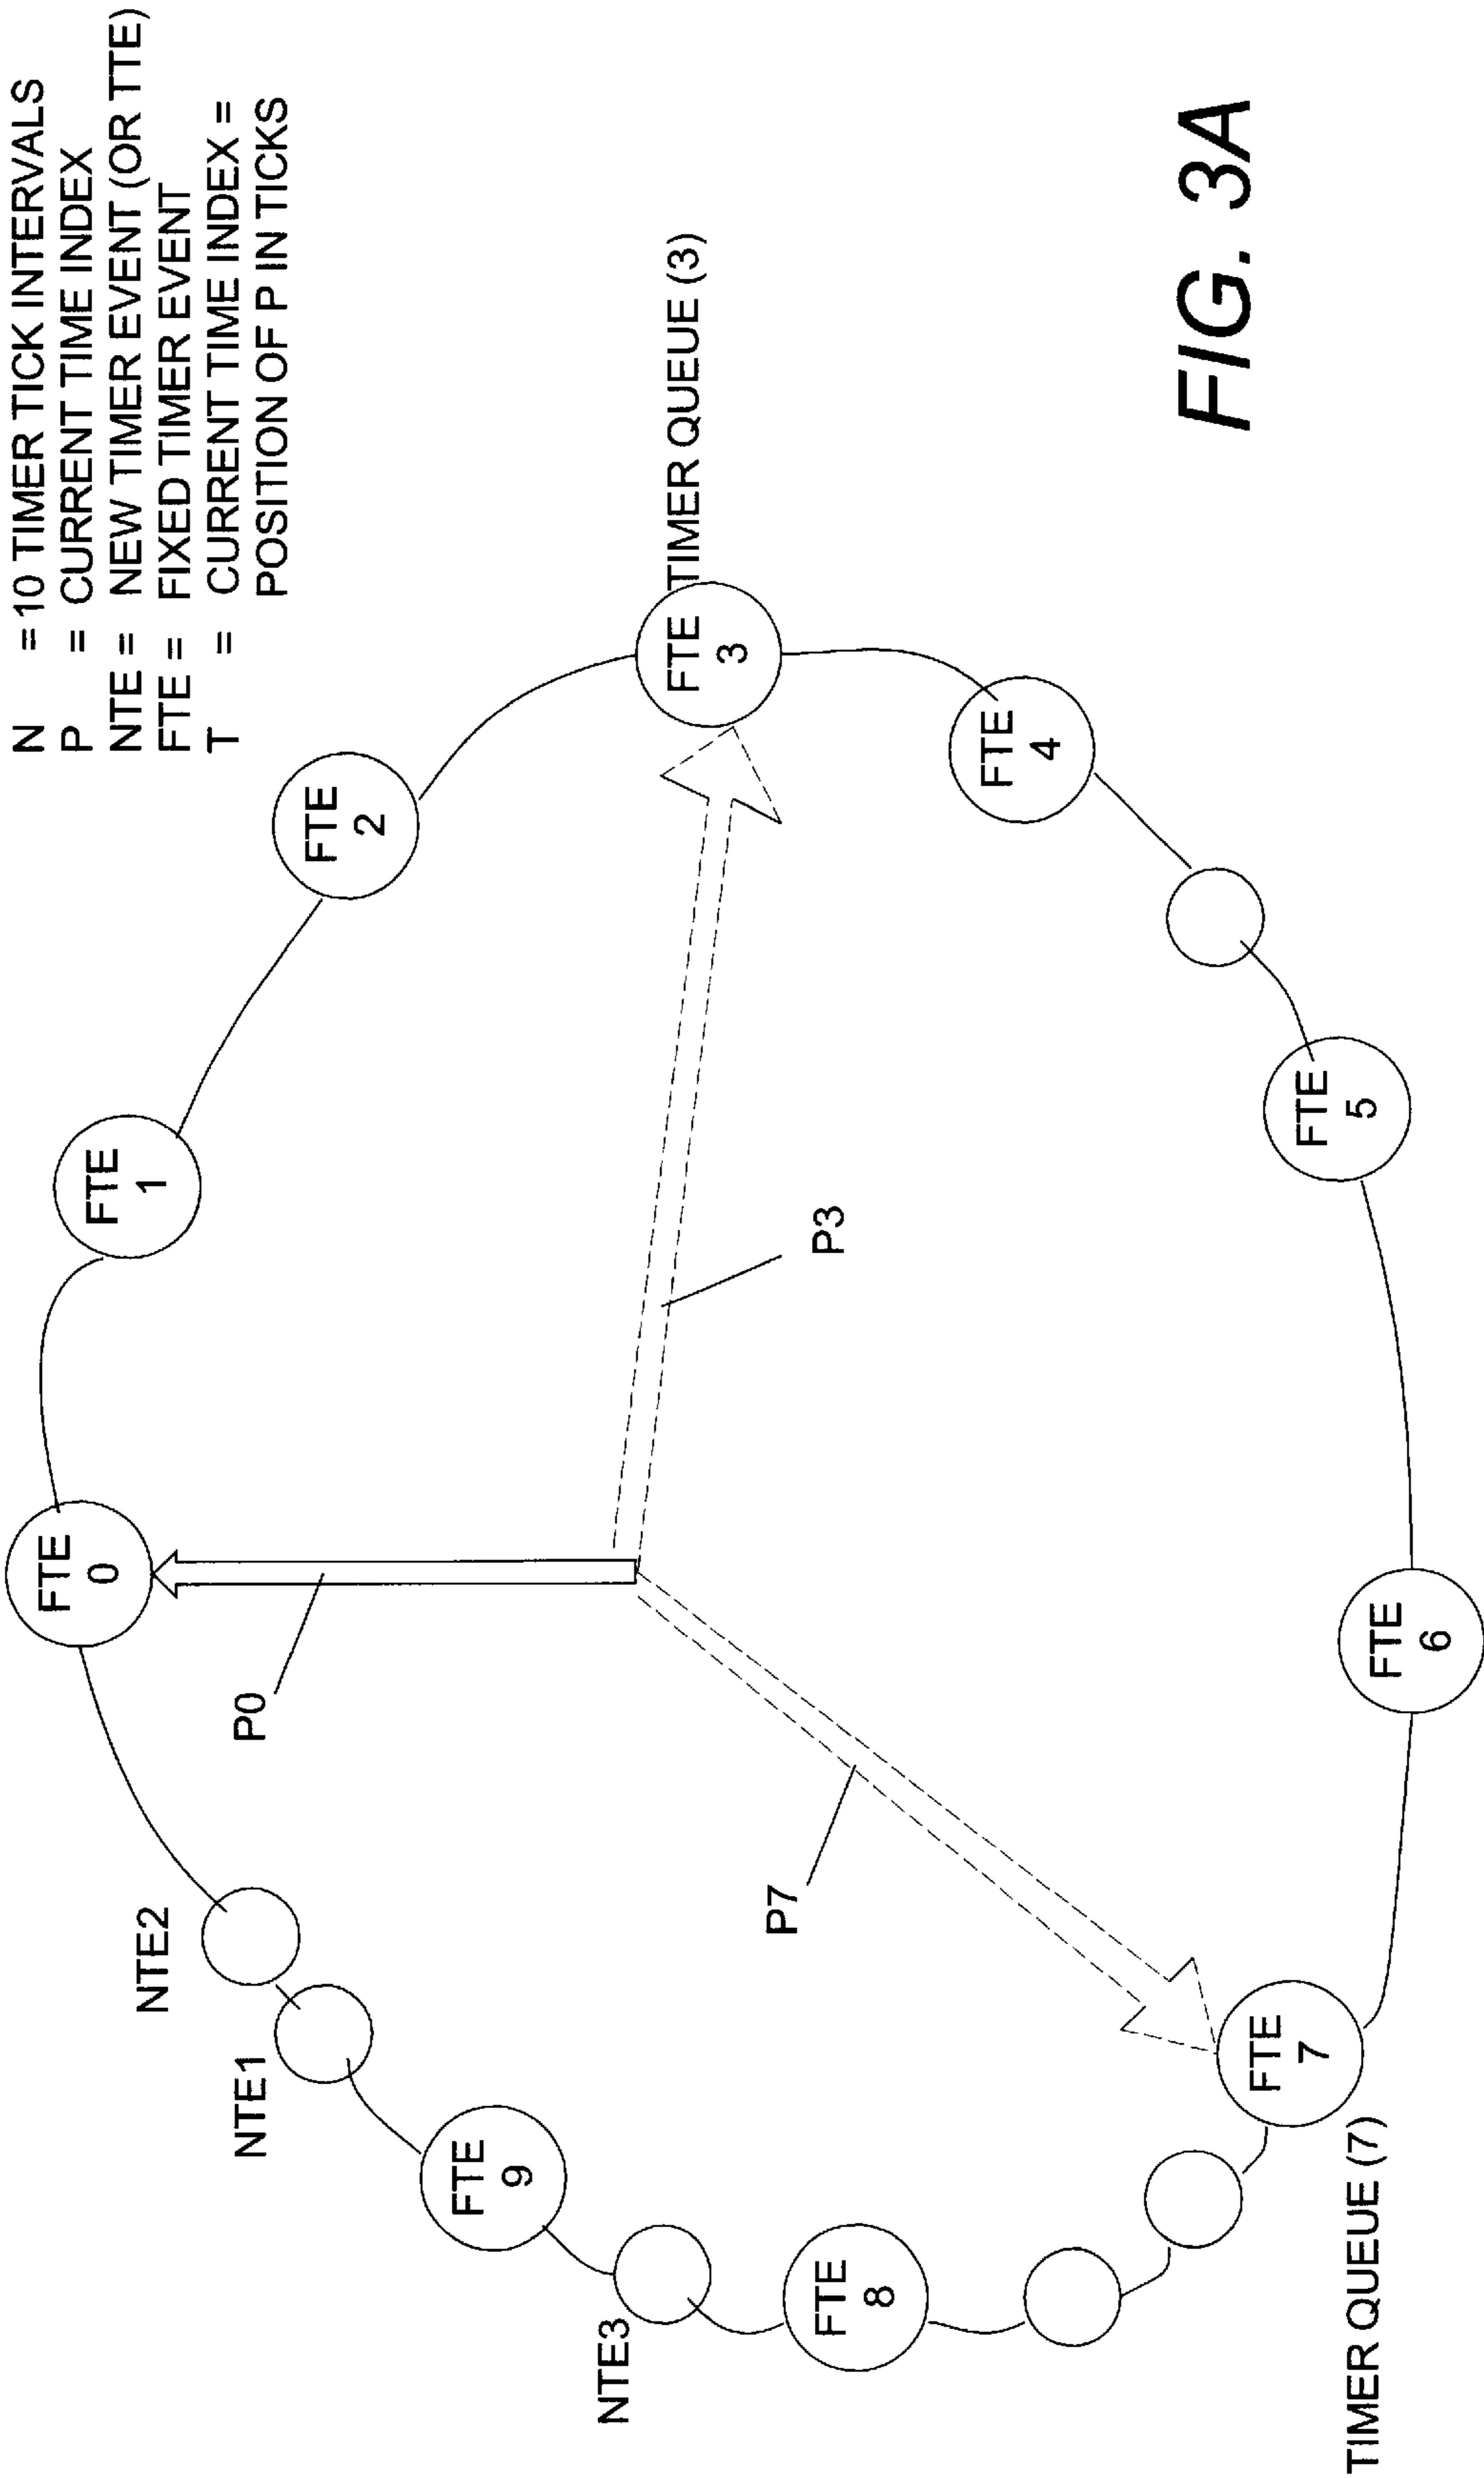 N = 10 TIMER TICK INTERVALS
P = CURRENT TIME INDEX
NTE = NEW TIMER EVENT (OR TTE)
FTE = FIXED TIMER EVENT
T = CURRENT TIME INDEX =
POSITION OF P IN TICKS
FTE
0
FTE
1
FTE
2
FTE
3
TIMER QUEUE (3)
FTE
4
FTE
5
FTE
6
FTE
7
TIMER QUEUE (7)
FTE
8
NTE3
FTE
9
NTE1
NTE2
P0
P3
P7
FIG. 3A